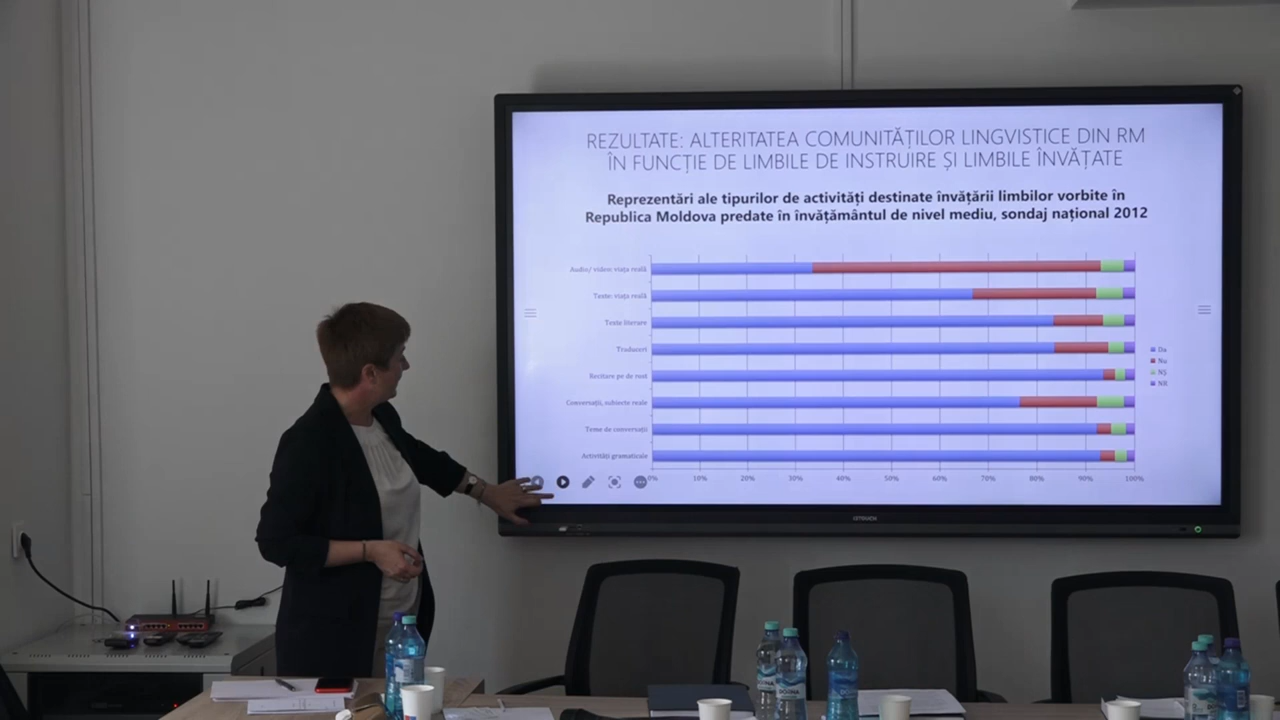 REZULTATE: ALTERITATEA COMUNITĂȚILOR LINGVISTICE DIN RM
ÎN FUNCȚIE DE LIMBILE DE INSTRUIRE ȘI LIMBILE ÎNVĂȚATE
Reprezentări ale tipurilor de activități destinate învățării limbilor vorbite în
Republica Moldova predate în învățământul de nivel mediu, sondaj național 2012
Audio/ video: viața reală
Texte: viața reală
Texte literare
Traduceri
Recitare pe de rost
Conversații, subiecte reale
Teme de conversații
Activități gramaticale
0% 10% 20% 30% 40% 50% 60% 70% 80% 90% 100%
Da
Nu
NȘ
NR